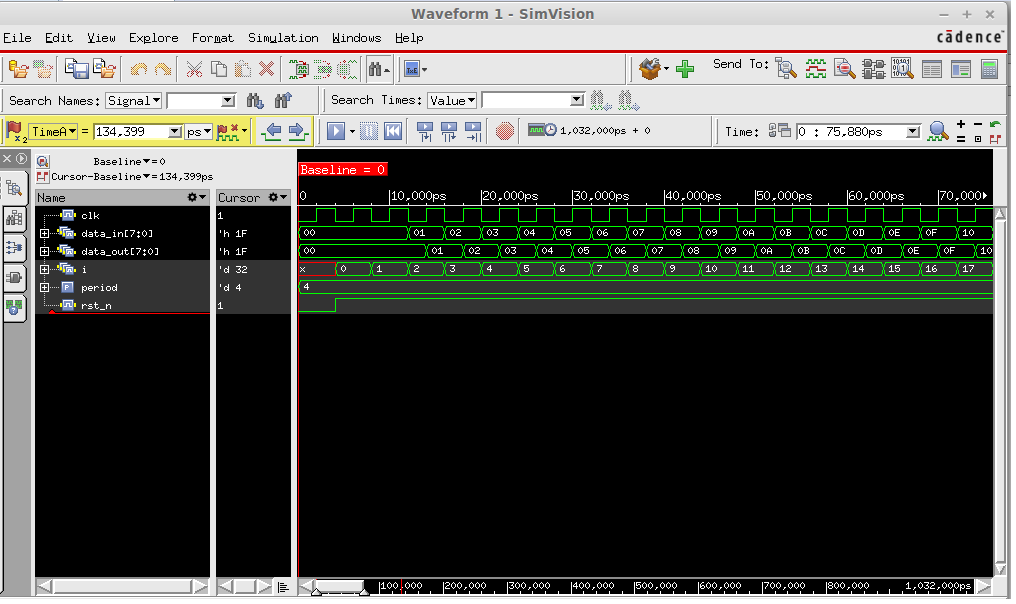 Waveform 1 - SimVision
File Edit View Explore Format Simulation Windows Help
cādence
Send To:
Search Names: Signal
Search Times: Value
TimeA = 134,399 ps
1,032,000ps + 0
Time: 0 : 75,880ps
Baseline = 0
Cursor-Baseline = 134,399ps
Baseline = 0
Name Cursor
0 10,000ps 20,000ps 30,000ps 40,000ps 50,000ps 60,000ps 70,000
clk 1
data_in[7:0] 'h 1F 00 01 02 03 04 05 06 07 08 09 0A 0B 0C 0D 0E 0F 10
data_out[7:0] 'h 1F 00 01 02 03 04 05 06 07 08 09 0A 0B 0C 0D 0E 0F 10
i 'd 32 x 0 1 2 3 4 5 6 7 8 9 10 11 12 13 14 15 16 17
period 'd 4 4
rst_n 1
100,000 200,000 300,000 400,000 500,000 600,000 700,000 800,000 1,032,000ps